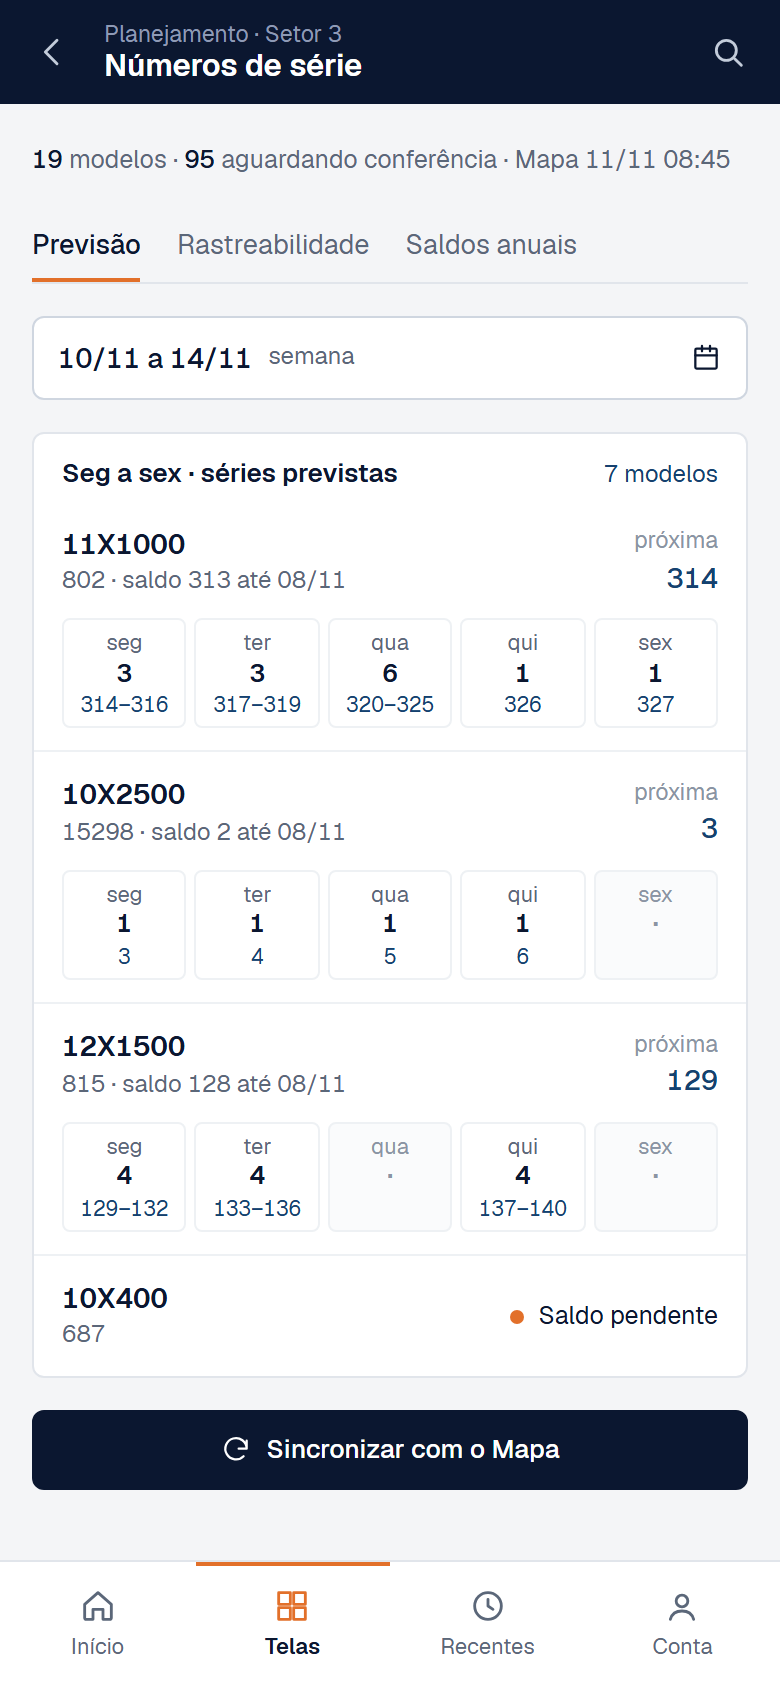 Planejamento · Setor 3
Números de série
19 modelos · 95 aguardando conferência · Mapa 11/11 08:45
Previsão Rastreabilidade Saldos anuais
10/11 a 14/11 semana
Seg a sex · séries previstas 7 modelos
11X1000 próxima
802 · saldo 313 até 08/11 314
seg ter qua qui sex
3 3 6 1 1
314–316 317–319 320–325 326 327
10X2500 próxima
15298 · saldo 2 até 08/11 3
seg ter qua qui sex
1 1 1 1 ·
3 4 5 6
12X1500 próxima
815 · saldo 128 até 08/11 129
seg ter qua qui sex
4 4 · 4 ·
129–132 133–136 137–140
10X400 Saldo pendente
687
Sincronizar com o Mapa
Início Telas Recentes Conta